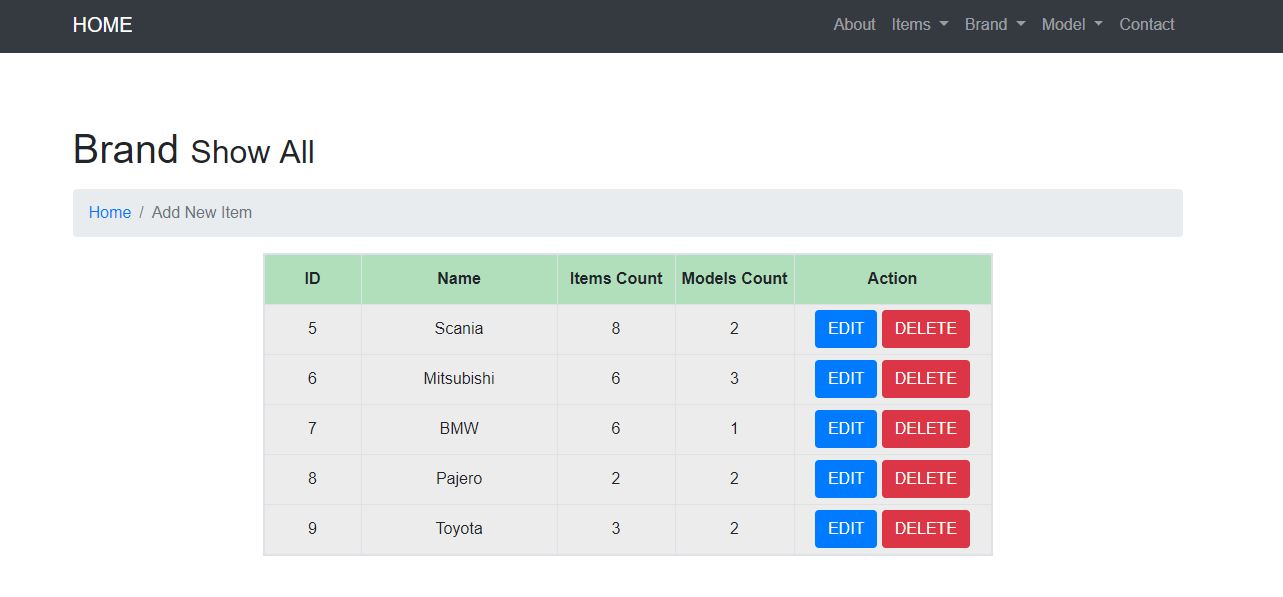 HOME About Items Brand Model Contact
Brand Show All
Home / Add New Item
ID Name Items Count Models Count Action
5 Scania 8 2 EDIT DELETE
6 Mitsubishi 6 3 EDIT DELETE
7 BMW 6 1 EDIT DELETE
8 Pajero 2 2 EDIT DELETE
9 Toyota 3 2 EDIT DELETE